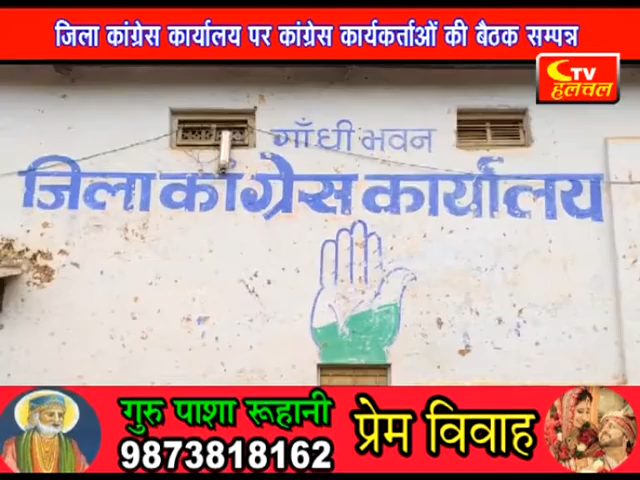 जिला कांग्रेस कार्यालय पर कांग्रेस कार्यकर्ताओं की बैठक सम्पन्न
TV
हलचल
गाँधी भवन
जिला कांग्रेस कार्यालय
गुरु पाशा रूहानी
9873818162
प्रेम विवाह